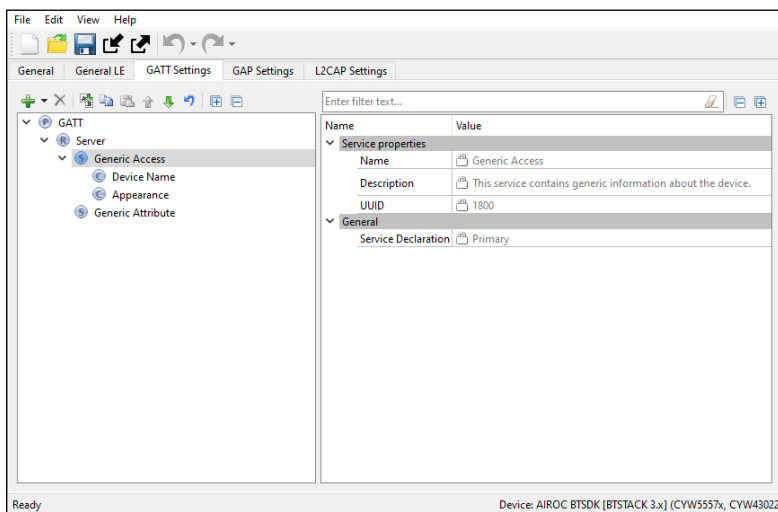 File Edit View Help
General General LE GATT Settings GAP Settings L2CAP Settings
Enter filter text...
P GATT
R Server
S Generic Access
C Device Name
C Appearance
S Generic Attribute
Name Value
Service properties
Name Generic Access
Description This service contains generic information about the device.
UUID 1800
General
Service Declaration Primary
Ready Device: AIROC BTSDK [BTSTACK 3.x] (CYW5557x, CYW43022